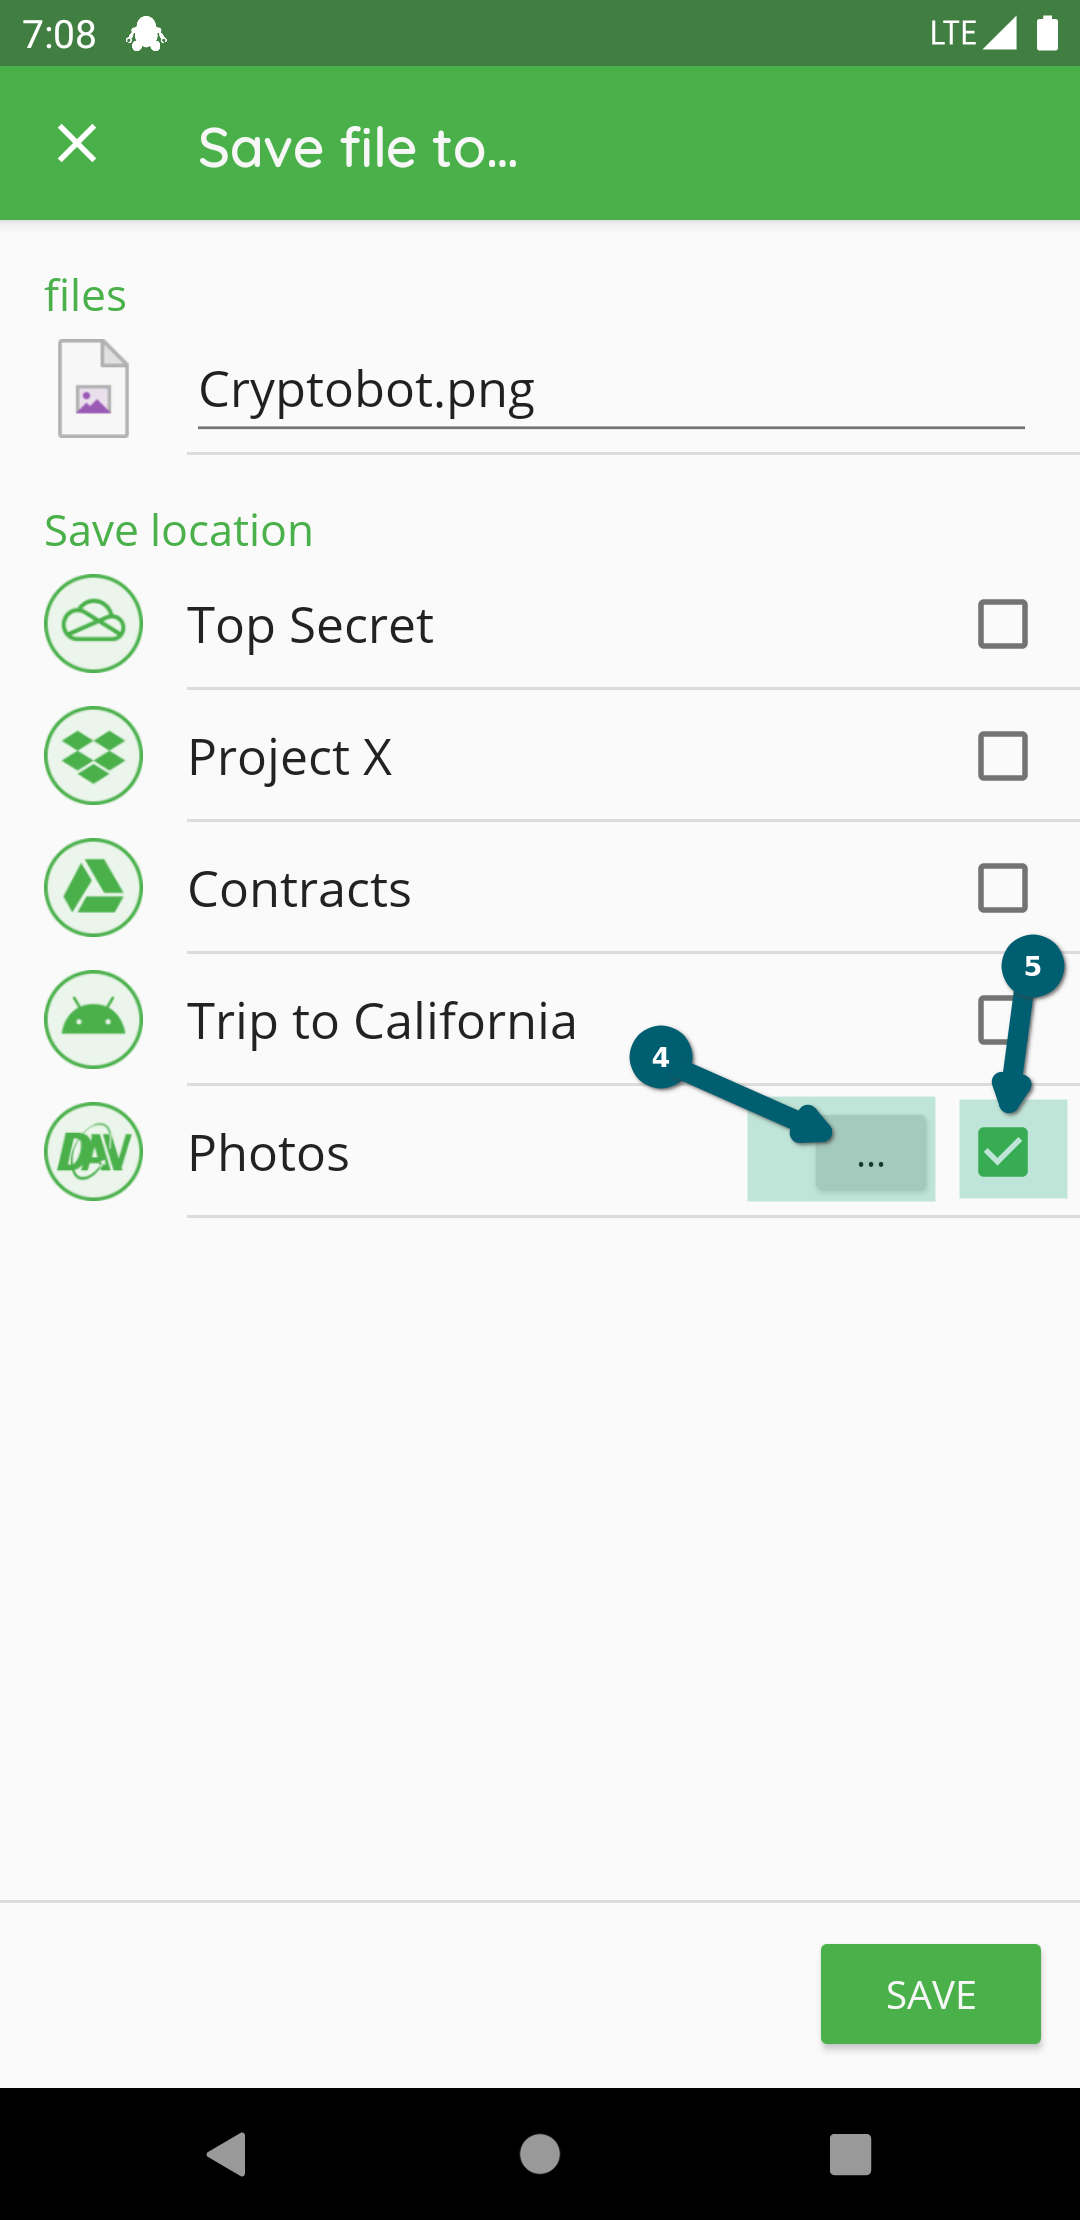 7:08 LTE
Save file to...
files
Cryptobot.png
Save location
Top Secret
Project X
Contracts
5
Trip to California
4
DAV Photos ...
SAVE